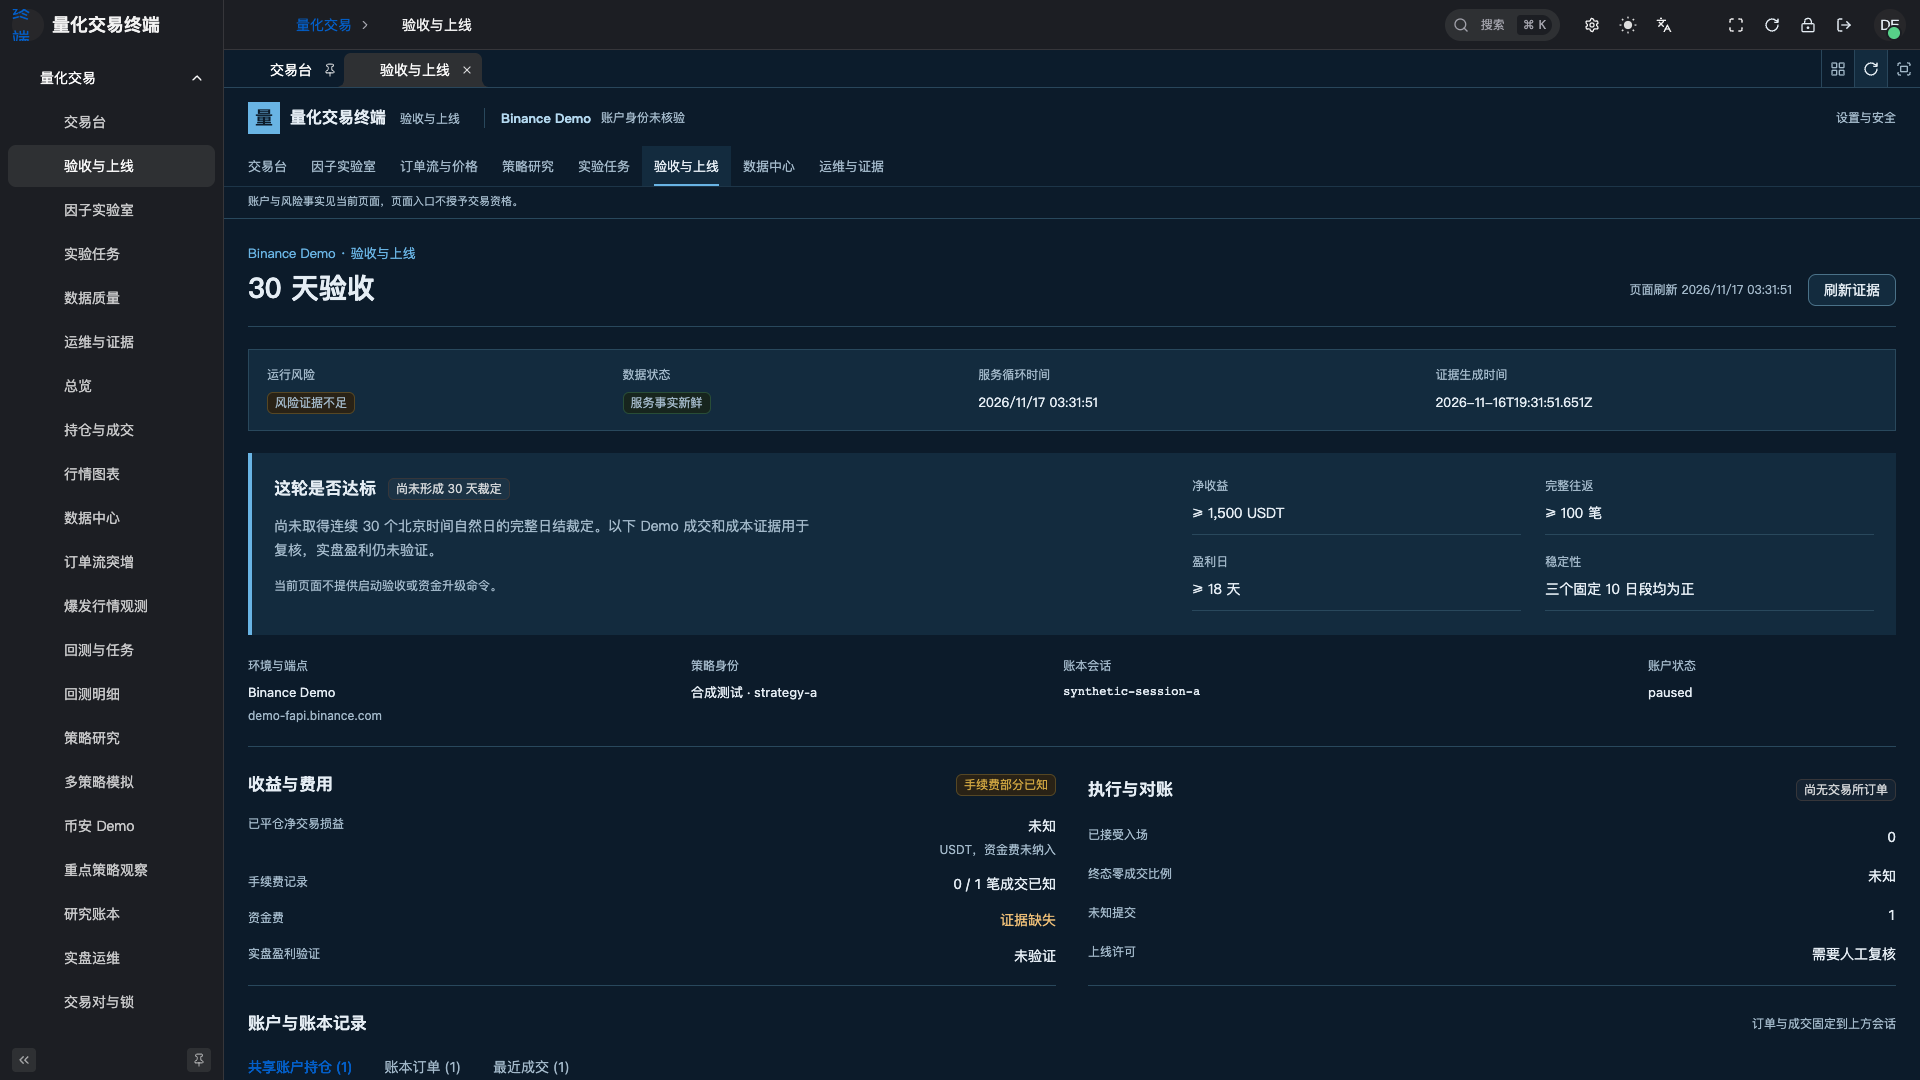 终端
量化交易终端
量化交易
交易台
验收与上线
因子实验室
实验任务
数据质量
运维与证据
总览
持仓与成交
行情图表
数据中心
订单流突增
爆发行情观测
回测与任务
回测明细
策略研究
多策略模拟
币安 Demo
重点策略观察
研究账本
实盘运维
交易对与锁
量化交易 验收与上线
搜索 ⌘ K
交易台 验收与上线
量 量化交易终端 验收与上线 Binance Demo 账户身份未核验
设置与安全
交易台 因子实验室 订单流与价格 策略研究 实验任务 验收与上线 数据中心 运维与证据
账户与风险事实见当前页面，页面入口不授予交易资格。
Binance Demo · 验收与上线
30 天验收
页面刷新 2026/11/17 03:31:51 刷新证据
运行风险 数据状态 服务循环时间 证据生成时间
风险证据不足 服务事实新鲜 2026/11/17 03:31:51 2026-11-16T19:31:51.651Z
这轮是否达标 尚未形成 30 天裁定
尚未取得连续 30 个北京时间自然日的完整日结裁定。以下 Demo 成交和成本证据用于
复核，实盘盈利仍未验证。
当前页面不提供启动验收或资金升级命令。
净收益 完整往返
≥ 1,500 USDT ≥ 100 笔
盈利日 稳定性
≥ 18 天 三个固定 10 日段均为正
环境与端点 策略身份 账本会话 账户状态
Binance Demo 合成测试 · strategy-a synthetic-session-a paused
demo-fapi.binance.com
收益与费用 手续费部分已知
已平仓净交易损益 未知
USDT，资金费未纳入
手续费记录 0 / 1 笔成交已知
资金费 证据缺失
实盘盈利验证 未验证
执行与对账 尚无交易所订单
已接受入场 0
终态零成交比例 未知
未知提交 1
上线许可 需要人工复核
账户与账本记录 订单与成交固定到上方会话
共享账户持仓 (1) 账本订单 (1) 最近成交 (1)